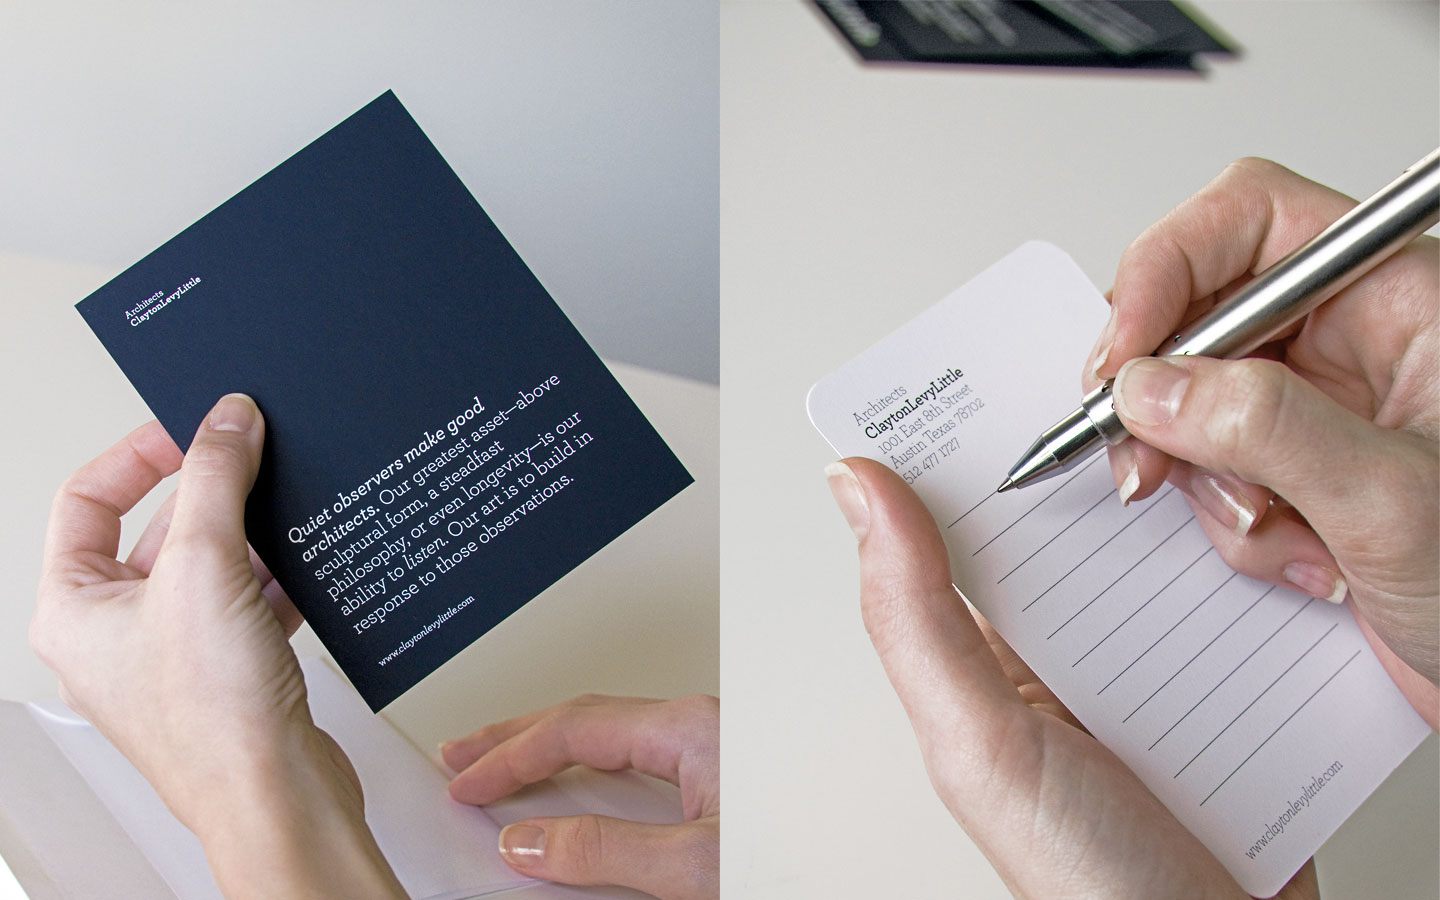 Architects
ClaytonLevyLittle
Quiet observers make good
architects. Our greatest asset—above
sculptural form, a steadfast
philosophy, or even longevity—is our
ability to listen. Our art is to build in
response to those observations.
www.claytonlevylittle.com
Architects
ClaytonLevyLittle
1001 East 8th Street
Austin Texas 78702
512 477 1727
www.claytonlevylittle.com